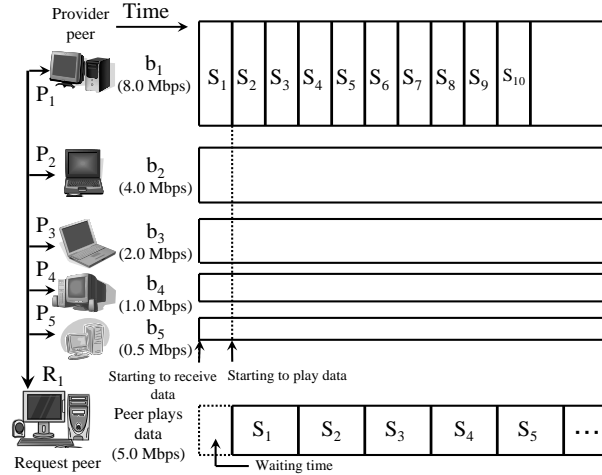 Provider peer
Time
P1
b1
(8.0 Mbps)
S1 S2 S3 S4 S5 S6 S7 S8 S9 S10
P2
b2
(4.0 Mbps)
P3
b3
(2.0 Mbps)
P4
b4
(1.0 Mbps)
P5
b5
(0.5 Mbps)
Starting to receive
data
Starting to play data
R1
Request peer
Peer plays
data
(5.0 Mbps)
S1 S2 S3 S4 S5 ...
Waiting time